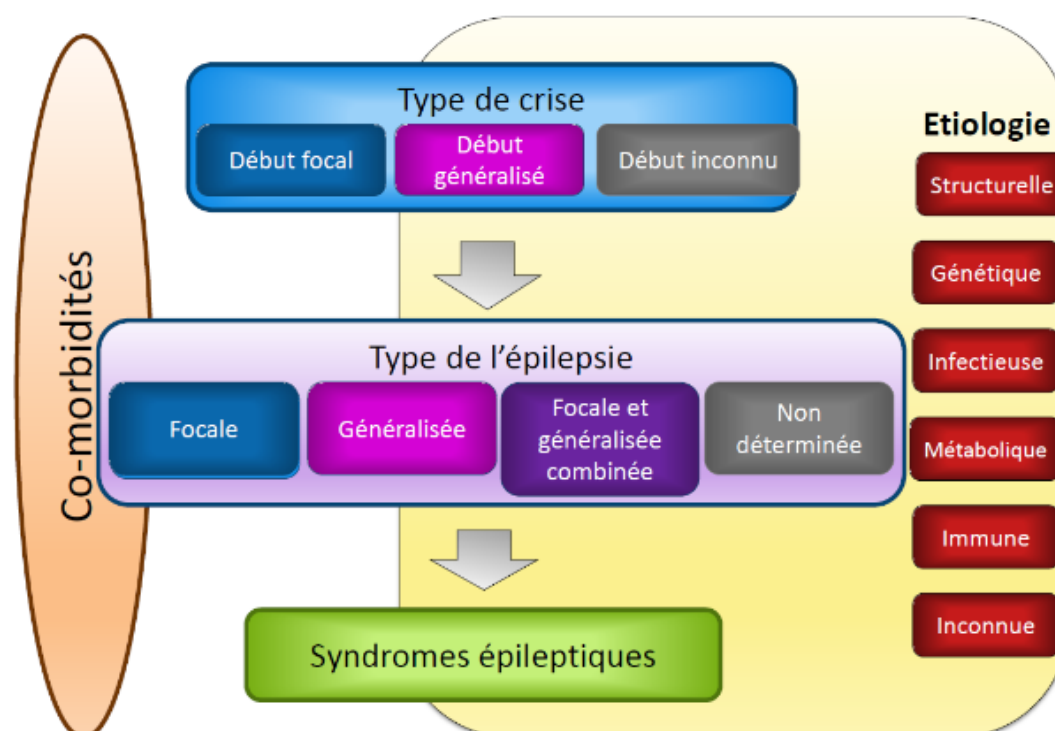 Type de crise
Début focal
Début
généralisé
Début inconnu
Etiologie
Structurelle
Génétique
Infectieuse
Métabolique
Immune
Inconnue
Co-morbidités
Type de l'épilepsie
Focale
Généralisée
Focale et
généralisée
combinée
Non
déterminée
Syndromes épileptiques